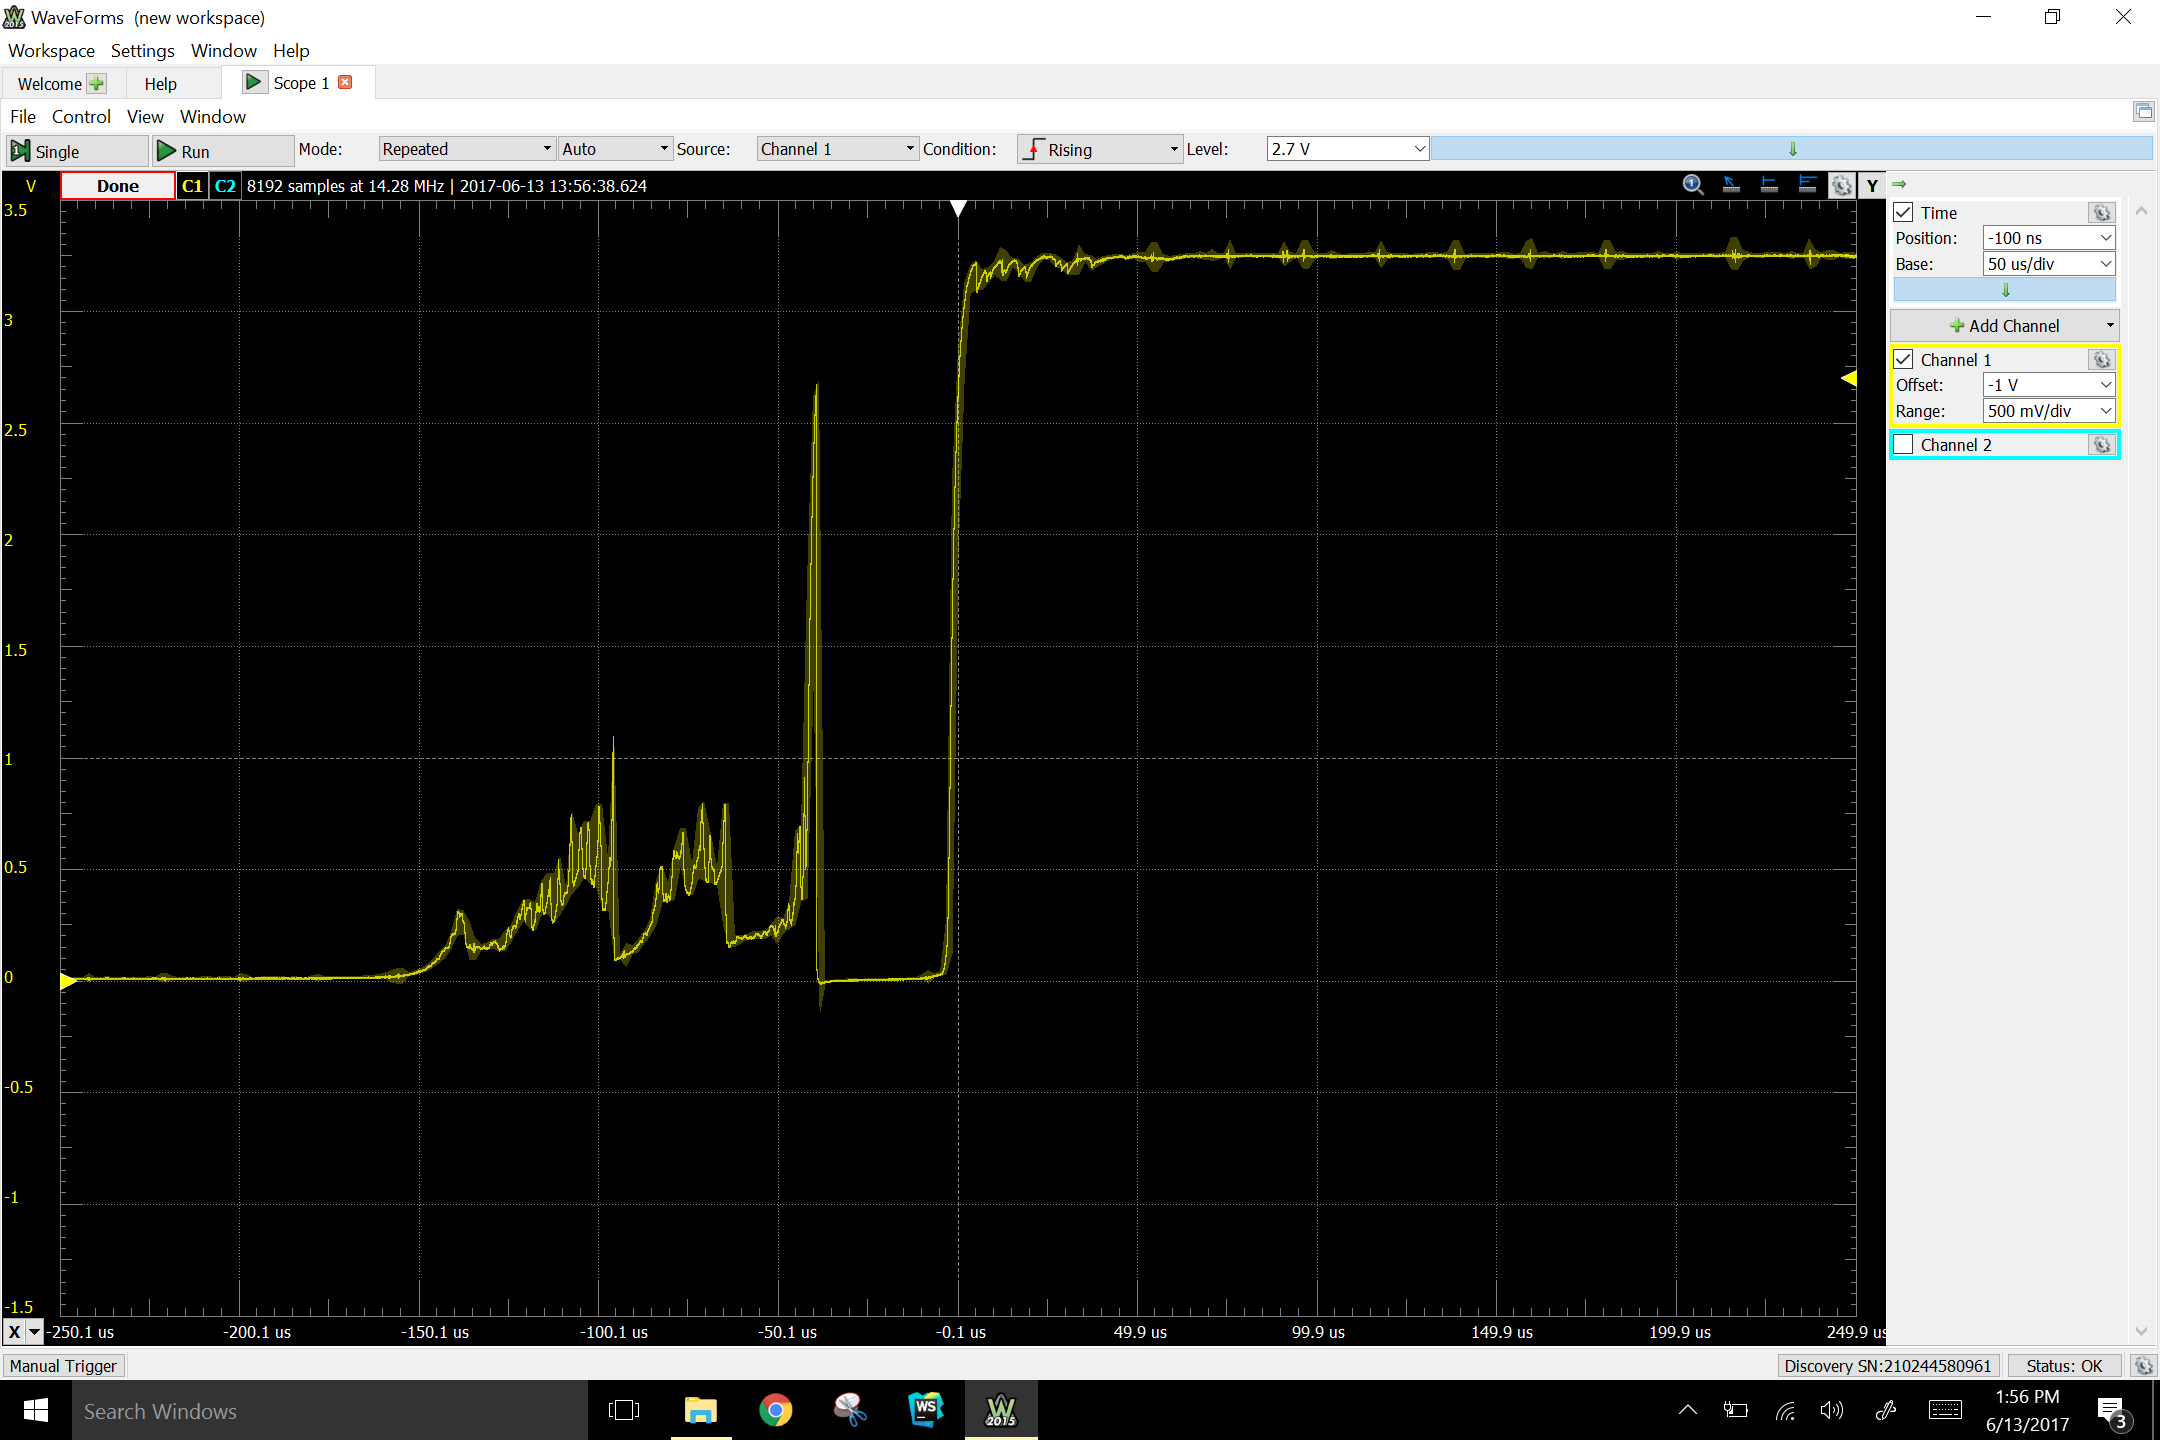 WaveForms (new workspace)
Workspace Settings Window Help
Welcome Help Scope 1
File Control View Window
Single Run Mode: Repeated Auto Source: Channel 1 Condition: Rising Level: 2.7 V
V Done C1 C2 8192 samples at 14.28 MHz | 2017-06-13 13:56:38.624 Y
3.5
3
2.5
2
1.5
1
0.5
0
-0.5
-1
-1.5
X -250.1 us -200.1 us -150.1 us -100.1 us -50.1 us -0.1 us 49.9 us 99.9 us 149.9 us 199.9 us 249.9 us
Time
Position: -100 ns
Base: 50 us/div
Add Channel
Channel 1
Offset: -1 V
Range: 500 mV/div
Channel 2
Manual Trigger Discovery SN:210244580961 Status: OK
Search Windows
WS
W 2015
1:56 PM
6/13/2017
3